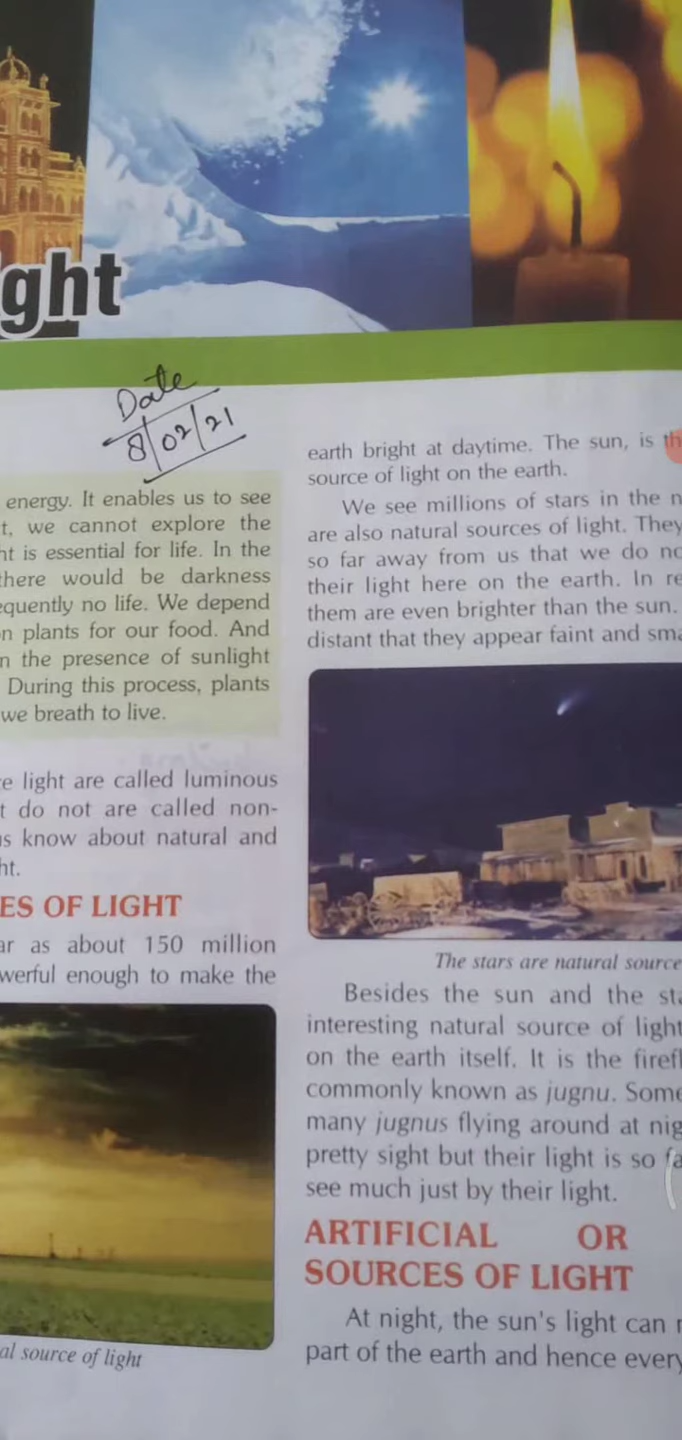 ght
Date
8/02/21
energy. It enables us to see
t, we cannot explore the
ht is essential for life. In the
there would be darkness
equently no life. We depend
n plants for our food. And
n the presence of sunlight
During this process, plants
we breath to live.
e light are called luminous
t do not are called non-
us know about natural and
ht.
ES OF LIGHT
ar as about 150 million
werful enough to make the
al source of light
earth bright at daytime. The sun, is th
source of light on the earth.
We see millions of stars in the n
are also natural sources of light. They
so far away from us that we do no
their light here on the earth. In re
them are even brighter than the sun.
distant that they appear faint and sma
The stars are natural source
Besides the sun and the sta
interesting natural source of light
on the earth itself. It is the firefl
commonly known as jugnu. Some
many jugnus flying around at nig
pretty sight but their light is so fa
see much just by their light.
ARTIFICIAL OR
SOURCES OF LIGHT
At night, the sun's light can
part of the earth and hence every